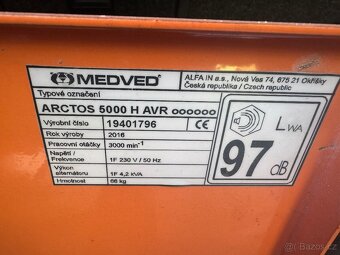 MEDVED
ALFA IN a.s., Nová Ves 74, 675 21 Okříšky
Česká republika / Czech republic
Typové označení
ARCTOS 5000 H AVR oooooo
Výrobní číslo 19401796 CE
Rok výroby 2016
Pracovní otáčky 3000 min-1
Napětí / Frekvence 1F 230 V / 50 Hz
Výkon alternátoru 1F 4,2 kVA
Hmotnost 66 kg
LWA
97 dB
bazoš.cz